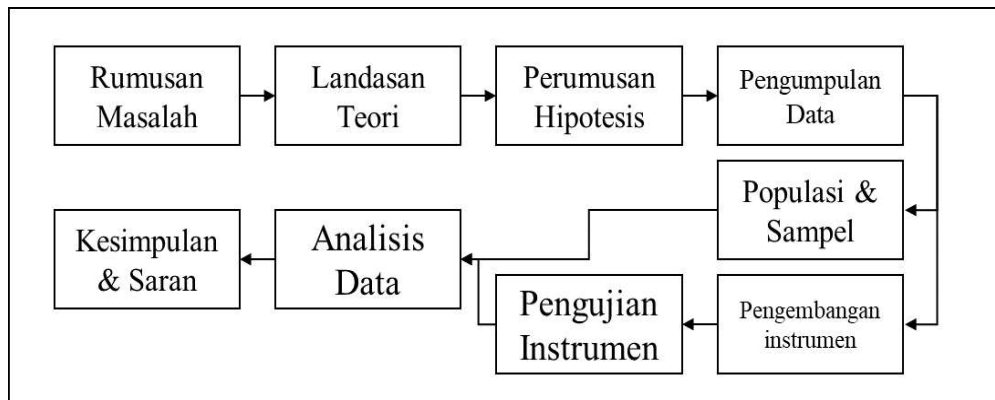 Rumusan
Masalah
Landasan
Teori
Perumusan
Hipotesis
Pengumpulan
Data
Populasi &
Sampel
Pengembangan
instrumen
Pengujian
Instrumen
Analisis
Data
Kesimpulan
& Saran